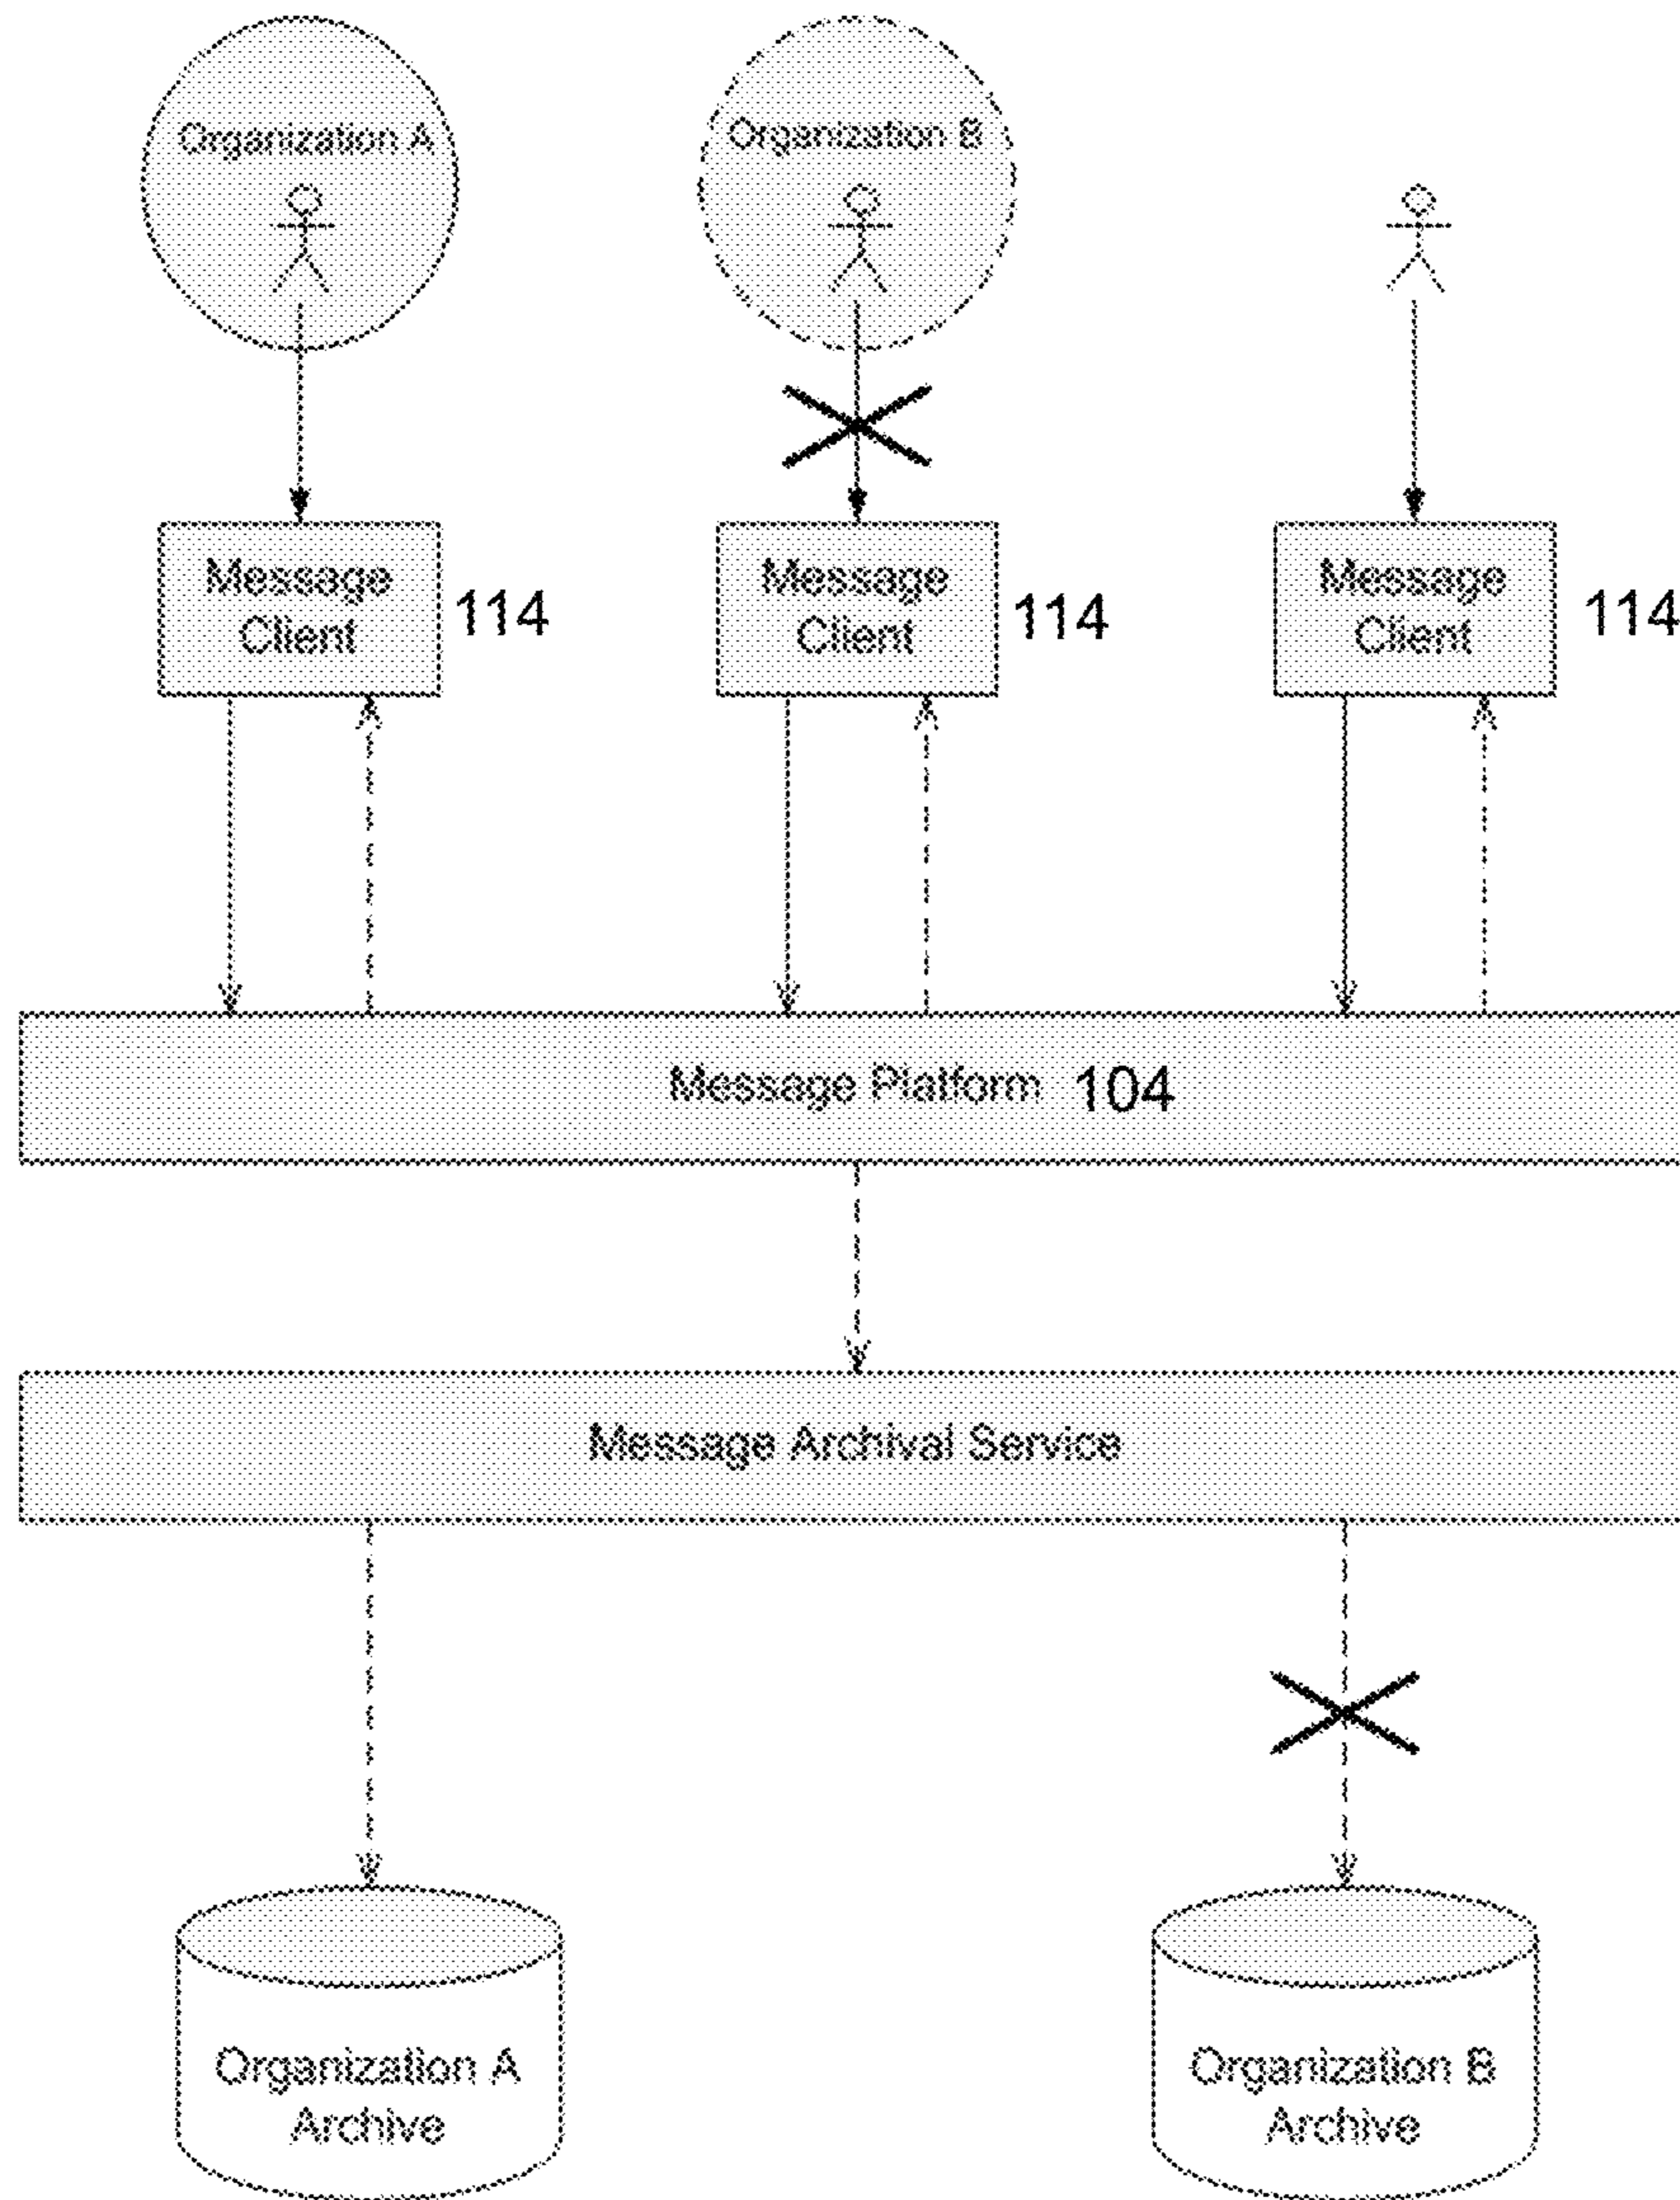 Organization A
Organization B
Message
Client
114
Message
Client
114
Message
Client
114
Message Platform 104
Message Archival Service
Organization A
Archive
Organization B
Archive